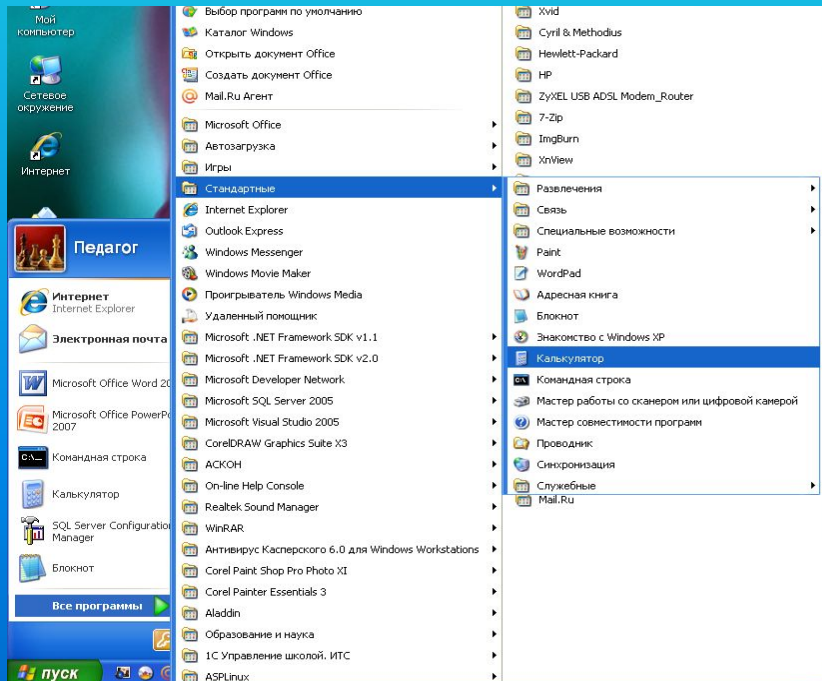 Мой
компьютер
Сетевое
окружение
Интернет
Педагог
Интернет
Internet Explorer
Электронная почта
Microsoft Office Word 20
Microsoft Office PowerPo
2007
Командная строка
Калькулятор
SQL Server Configuration
Manager
Блокнот
Все программы
пуск
Выбор программ по умолчанию
Каталог Windows
Открыть документ Office
Создать документ Office
Mail.Ru Агент
Microsoft Office
Автозагрузка
Игры
Стандартные
Internet Explorer
Outlook Express
Windows Messenger
Windows Movie Maker
Проигрыватель Windows Media
Удаленный помощник
Microsoft .NET Framework SDK v1.1
Microsoft .NET Framework SDK v2.0
Microsoft Developer Network
Microsoft SQL Server 2005
Microsoft Visual Studio 2005
CorelDRAW Graphics Suite X3
АСКОН
On-line Help Console
Realtek Sound Manager
WinRAR
Антивирус Касперского 6.0 для Windows Workstations
Corel Paint Shop Pro Photo XI
Corel Painter Essentials 3
Aladdin
Образование и наука
1С Управление школой. ИТС
ASPLinux
Xvid
Cyril & Methodius
Hewlett-Packard
HP
ZyXEL USB ADSL Modem_Router
7-Zip
ImgBurn
XnView
Развлечения
Связь
Специальные возможности
Paint
WordPad
Адресная книга
Блокнот
Знакомство с Windows XP
Калькулятор
Командная строка
Мастер работы со сканером или цифровой камерой
Мастер совместимости программ
Проводник
Синхронизация
Служебные
Mail.Ru